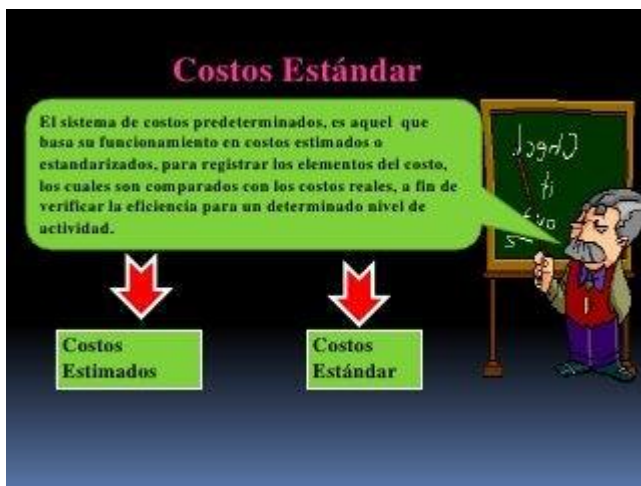 Costos Estándar
El sistema de costos predeterminados, es aquel que
basa su funcionamiento en costos estimados o
estandarizados, para registrar los elementos del costo,
los cuales son comparados con los costos reales, a fin de
verificar la eficiencia para un determinado nivel de
actividad.
Costos
Estimados
Costos
Estándar